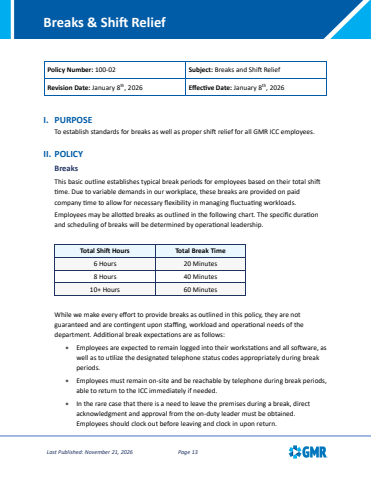 Breaks & Shift Relief
Policy Number: 100-02
Subject: Breaks and Shift Relief
Revision Date: January 8th, 2026
Effective Date: January 8th, 2026
I. PURPOSE
To establish standards for breaks as well as proper shift relief for all GMR ICC employees.
II. POLICY
Breaks
This basic outline establishes typical break periods for employees based on their total shift
time. Due to variable demands in our workplace, these breaks are provided on paid
company time to allow for necessary flexibility in managing fluctuating workloads.
Employees may be allotted breaks as outlined in the following chart. The specific duration
and scheduling of breaks will be determined by operational leadership.
Total Shift Hours Total Break Time
6 Hours 20 Minutes
8 Hours 40 Minutes
10+ Hours 60 Minutes
While we make every effort to provide breaks as outlined in this policy, they are not
guaranteed and are contingent upon staffing, workload and operational needs of the
department. Additional break expectations are as follows:
• Employees are expected to remain logged into their workstations and all software, as
well as to utilize the designated telephone status codes appropriately during break
periods.
• Employees must remain on-site and be reachable by telephone during break periods,
able to return to the ICC immediately if needed.
• In the rare case that there is a need to leave the premises during a break, direct
acknowledgment and approval from the on-duty leader must be obtained.
Employees should clock out before leaving and clock in upon return.
Last Published: November 21, 2026 Page 13
GMR